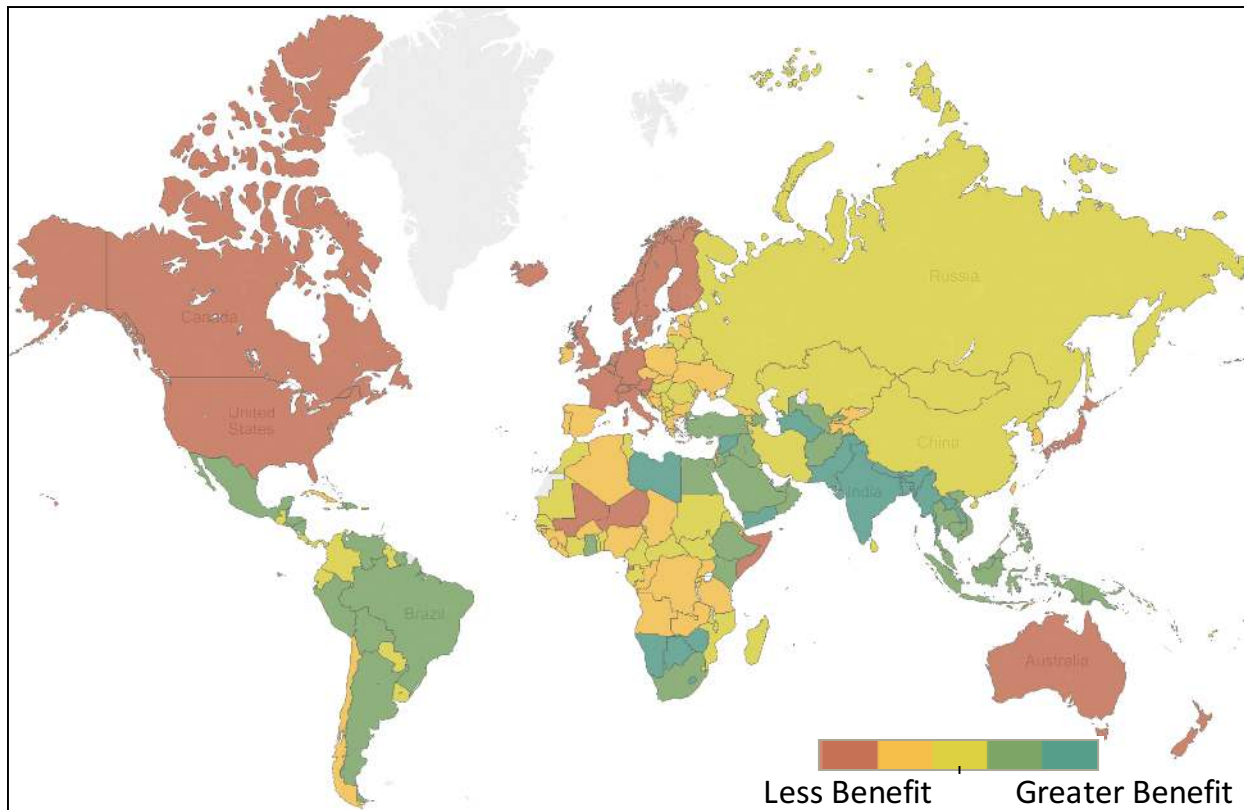 Russia
Canada
United
States
China
India
Brazil
Australia
Less Benefit
Greater Benefit